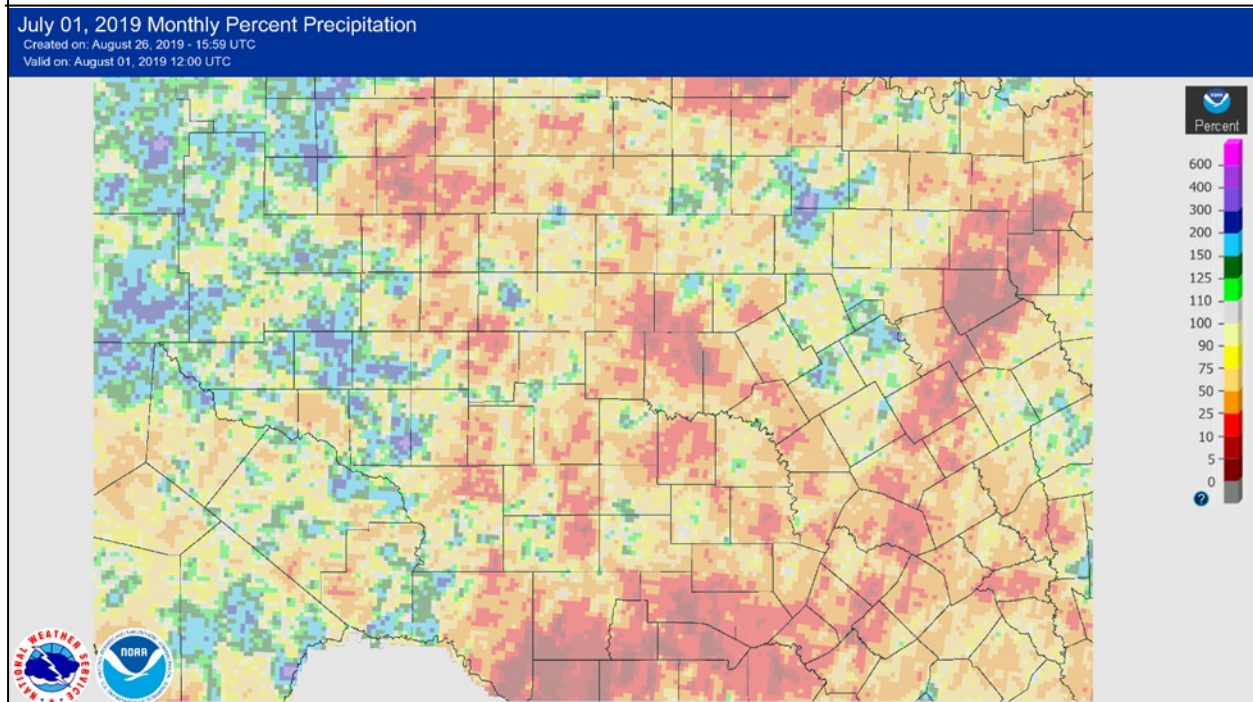 July 01, 2019 Monthly Percent Precipitation
Created on: August 26, 2019 - 15:59 UTC
Valid on: August 01, 2019 12:00 UTC
NOAA
Percent
600
400
300
200
150
125
110
100
90
75
50
25
10
5
0
?
NATIONAL WEATHER SERVICE
NOAA